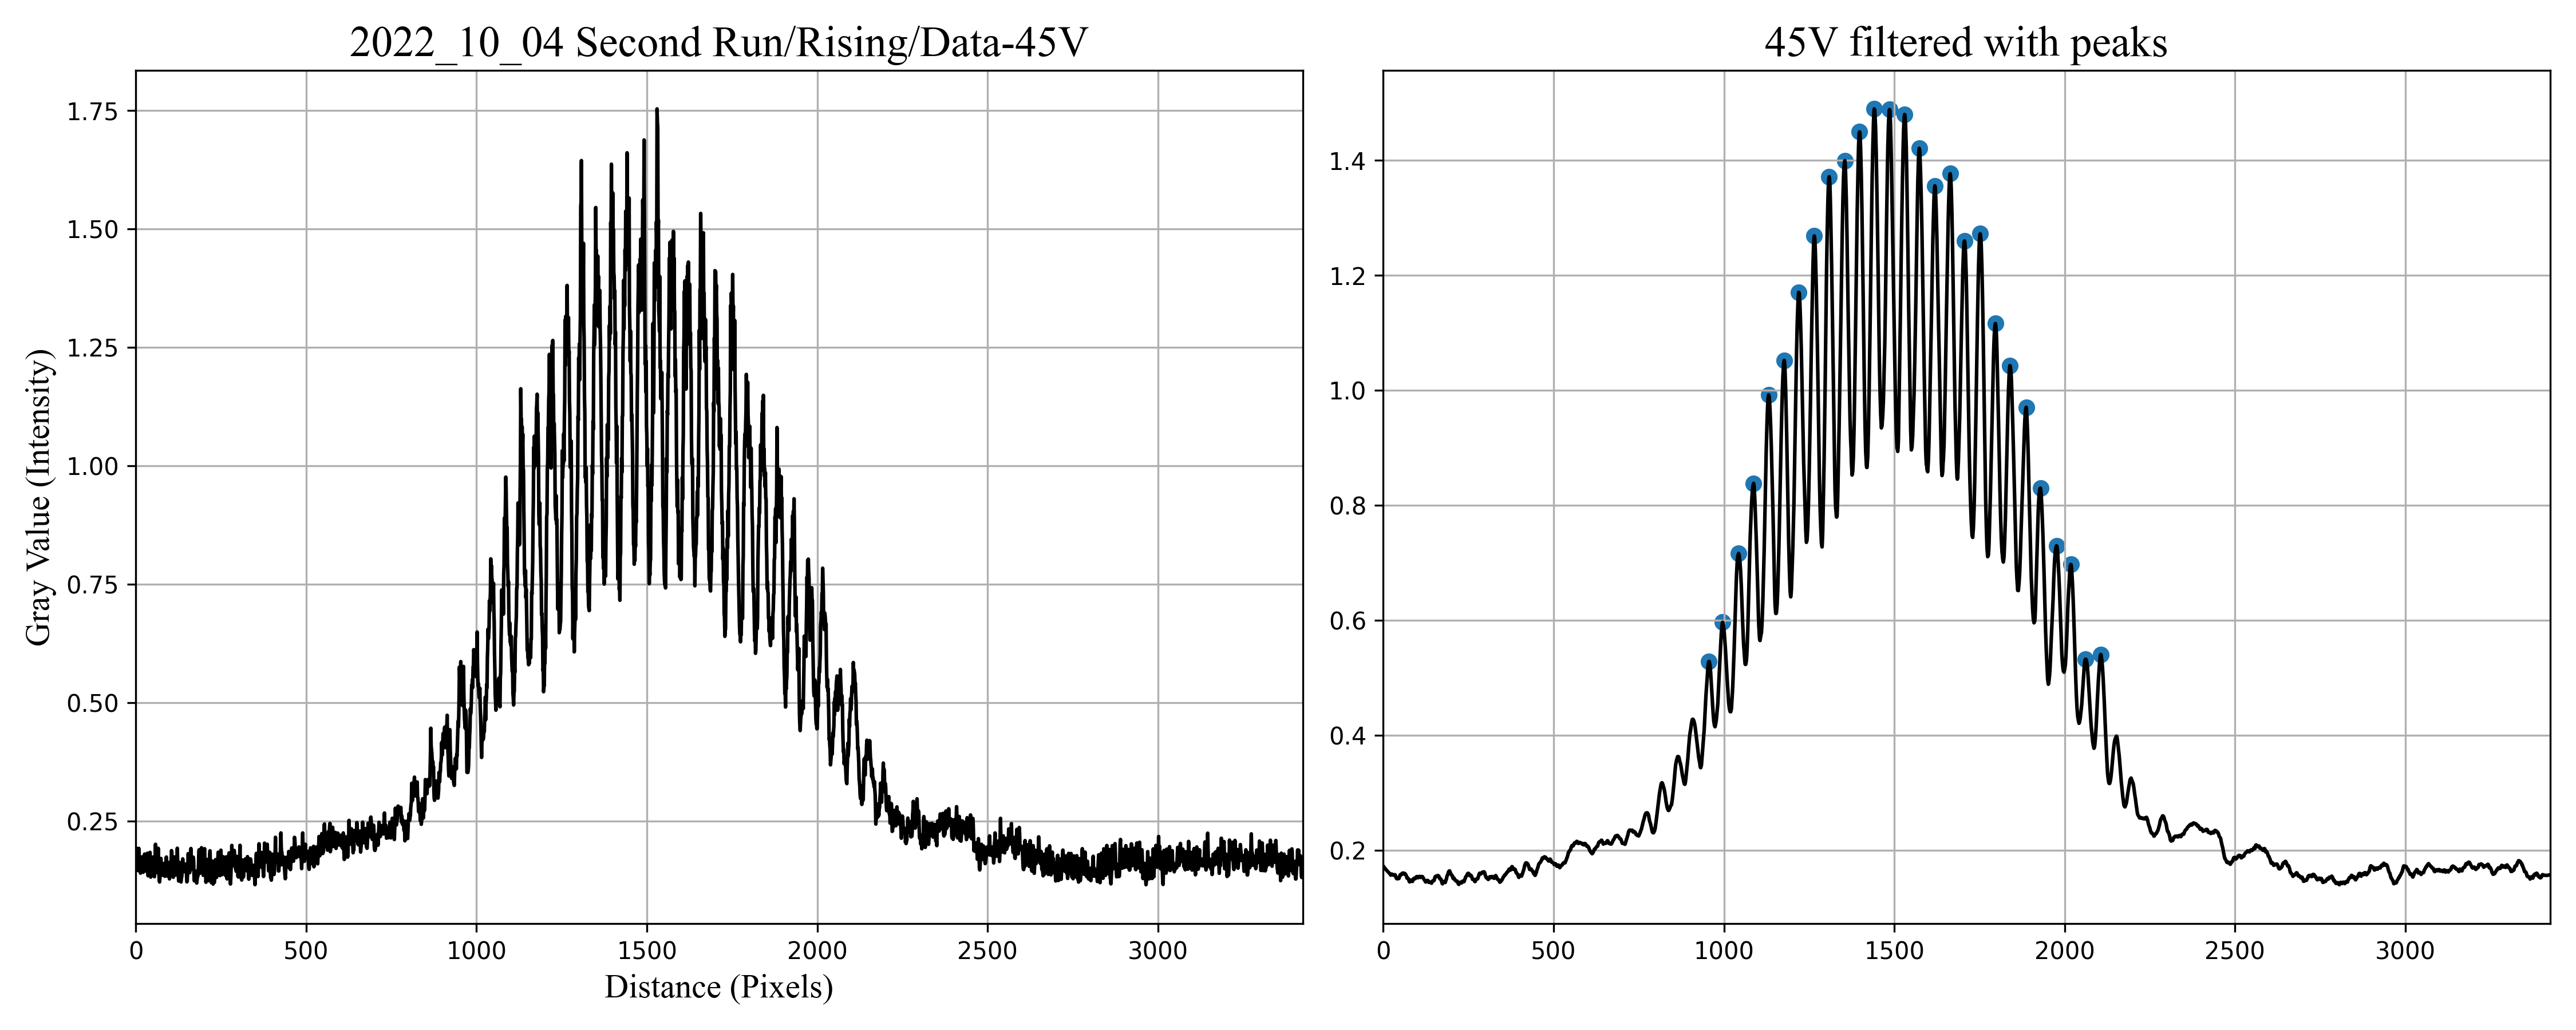 2022_10_04 Second Run/Rising/Data-45V
1.75
1.50
1.25
1.00
0.75
0.50
0.25
Gray Value (Intensity)
0 500 1000 1500 2000 2500 3000
Distance (Pixels)
45V filtered with peaks
1.4
1.2
1.0
0.8
0.6
0.4
0.2
0 500 1000 1500 2000 2500 3000